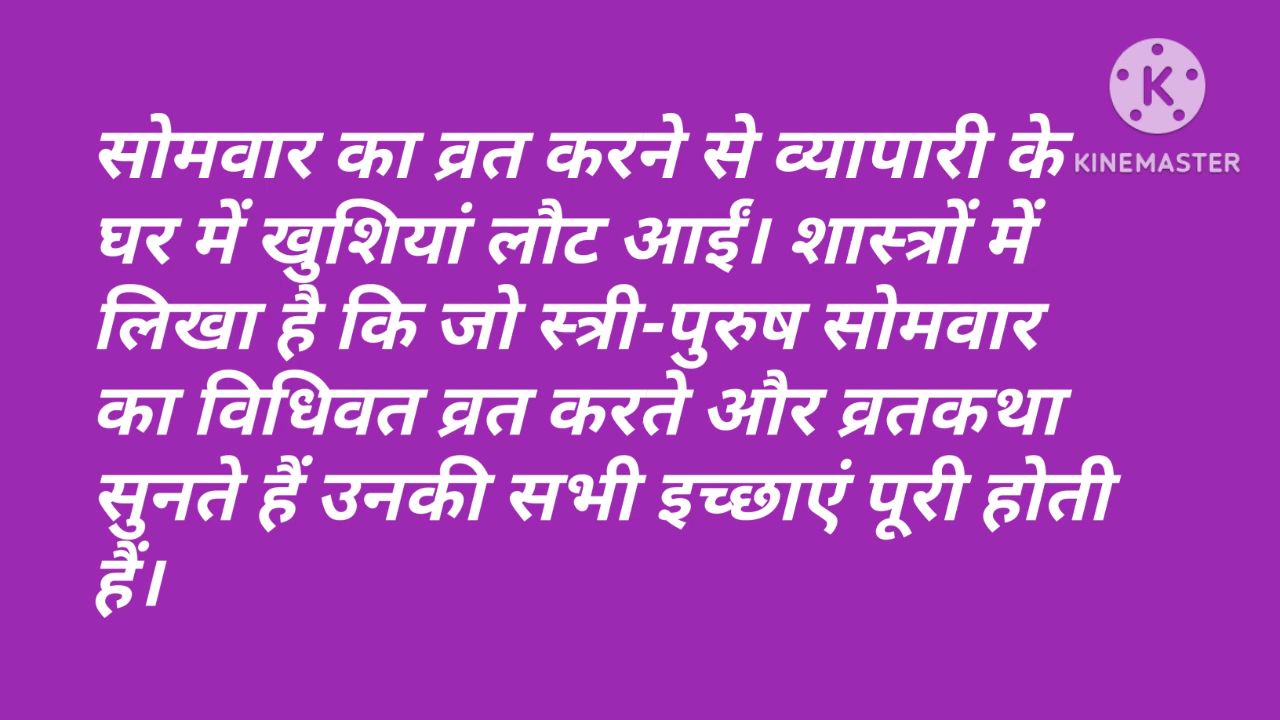 सोमवार का व्रत करने से व्यापारी के
KINEMASTER
घर में खुशियां लौट आईं। शास्त्रों में
लिखा है कि जो स्त्री-पुरुष सोमवार
का विधिवत व्रत करते और व्रतकथा
सुनते हैं उनकी सभी इच्छाएं पूरी होती
हैं।